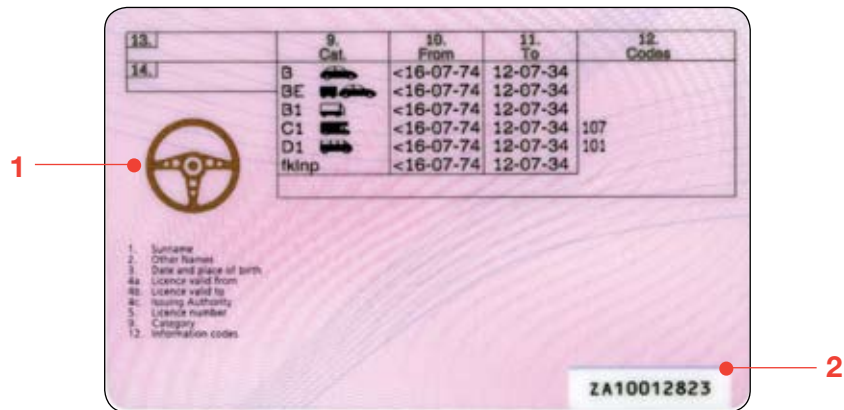 13. 9. 10. 11. 12.
Cat. From To Codes
14. B <16-07-74 12-07-34
BE <16-07-74 12-07-34
B1 <16-07-74 12-07-34
C1 <16-07-74 12-07-34 107
D1 <16-07-74 12-07-34 101
fklnp <16-07-74 12-07-34
1
1. Surname
2. Other Names
3. Date and place of birth
4a. Licence valid from
4b. Licence valid to
4c. Issuing Authority
5. Licence number
9. Category
12. Information codes
2
ZA10012823